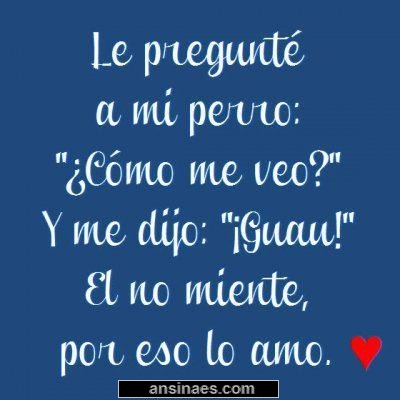 Le pregunté
a mi perro:
"¿Cómo me veo?"
Y me dijo: "¡Guau!"
El no miente,
por eso lo amo.
ansinaes.com